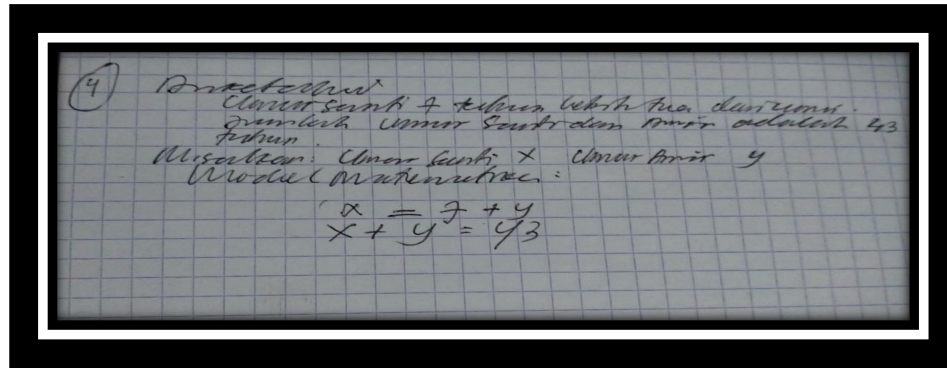 4 Diketahui
Umur Santi 7 tahun lebih tua dari umur
Jumlah umur Santi dan Amir adalah 43
tahun.
Misalkan: Umur Santi x Umur Amir y
Model Matematika:
x = 7 + y
x + y = 43